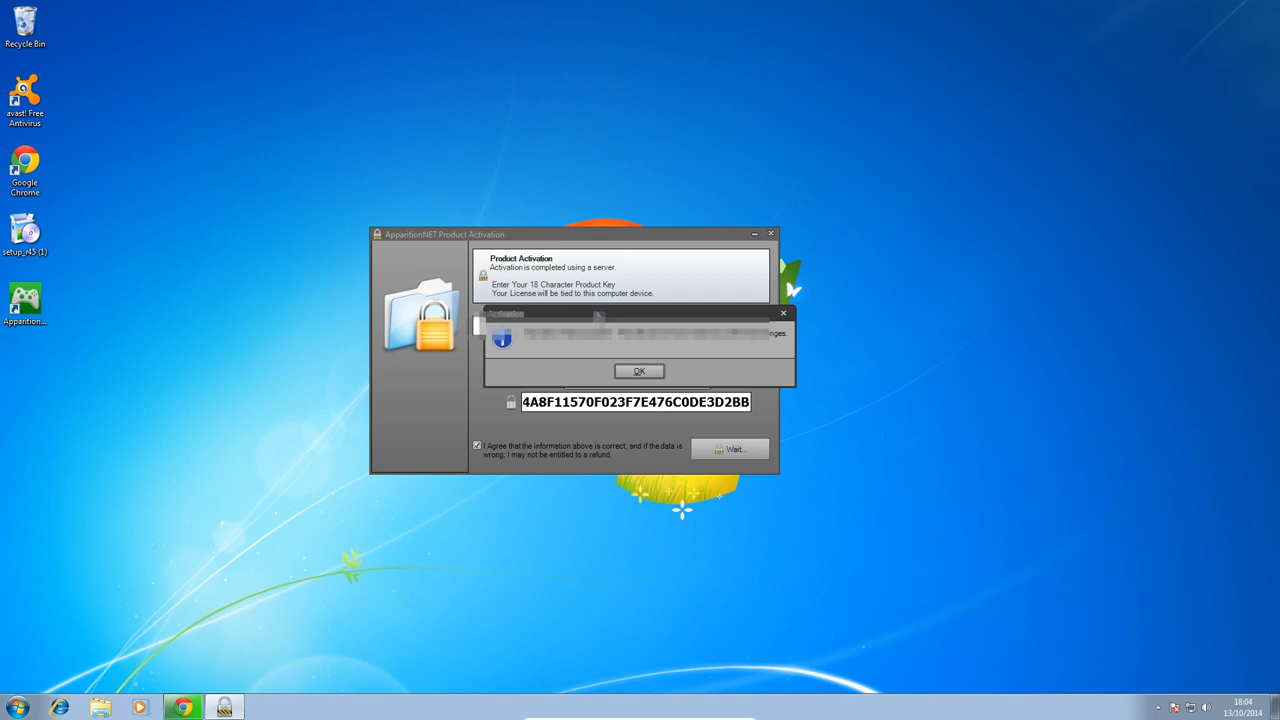 Recycle Bin
avast! Free
Antivirus
Google
Chrome
setup_r45 (1)
Apparition...
ApparitionNET Product Activation
Product Activation
Activation is completed using a server.
Enter Your 18 Character Product Key
Your License will be tied to this computer device.
Activation
nges.
OK
4A8F11570F023F7E476C0DE3D2BB
I Agree that the information above is correct, and if the data is
wrong; I may not be entitled to a refund.
Wait...
18:04
13/10/2014